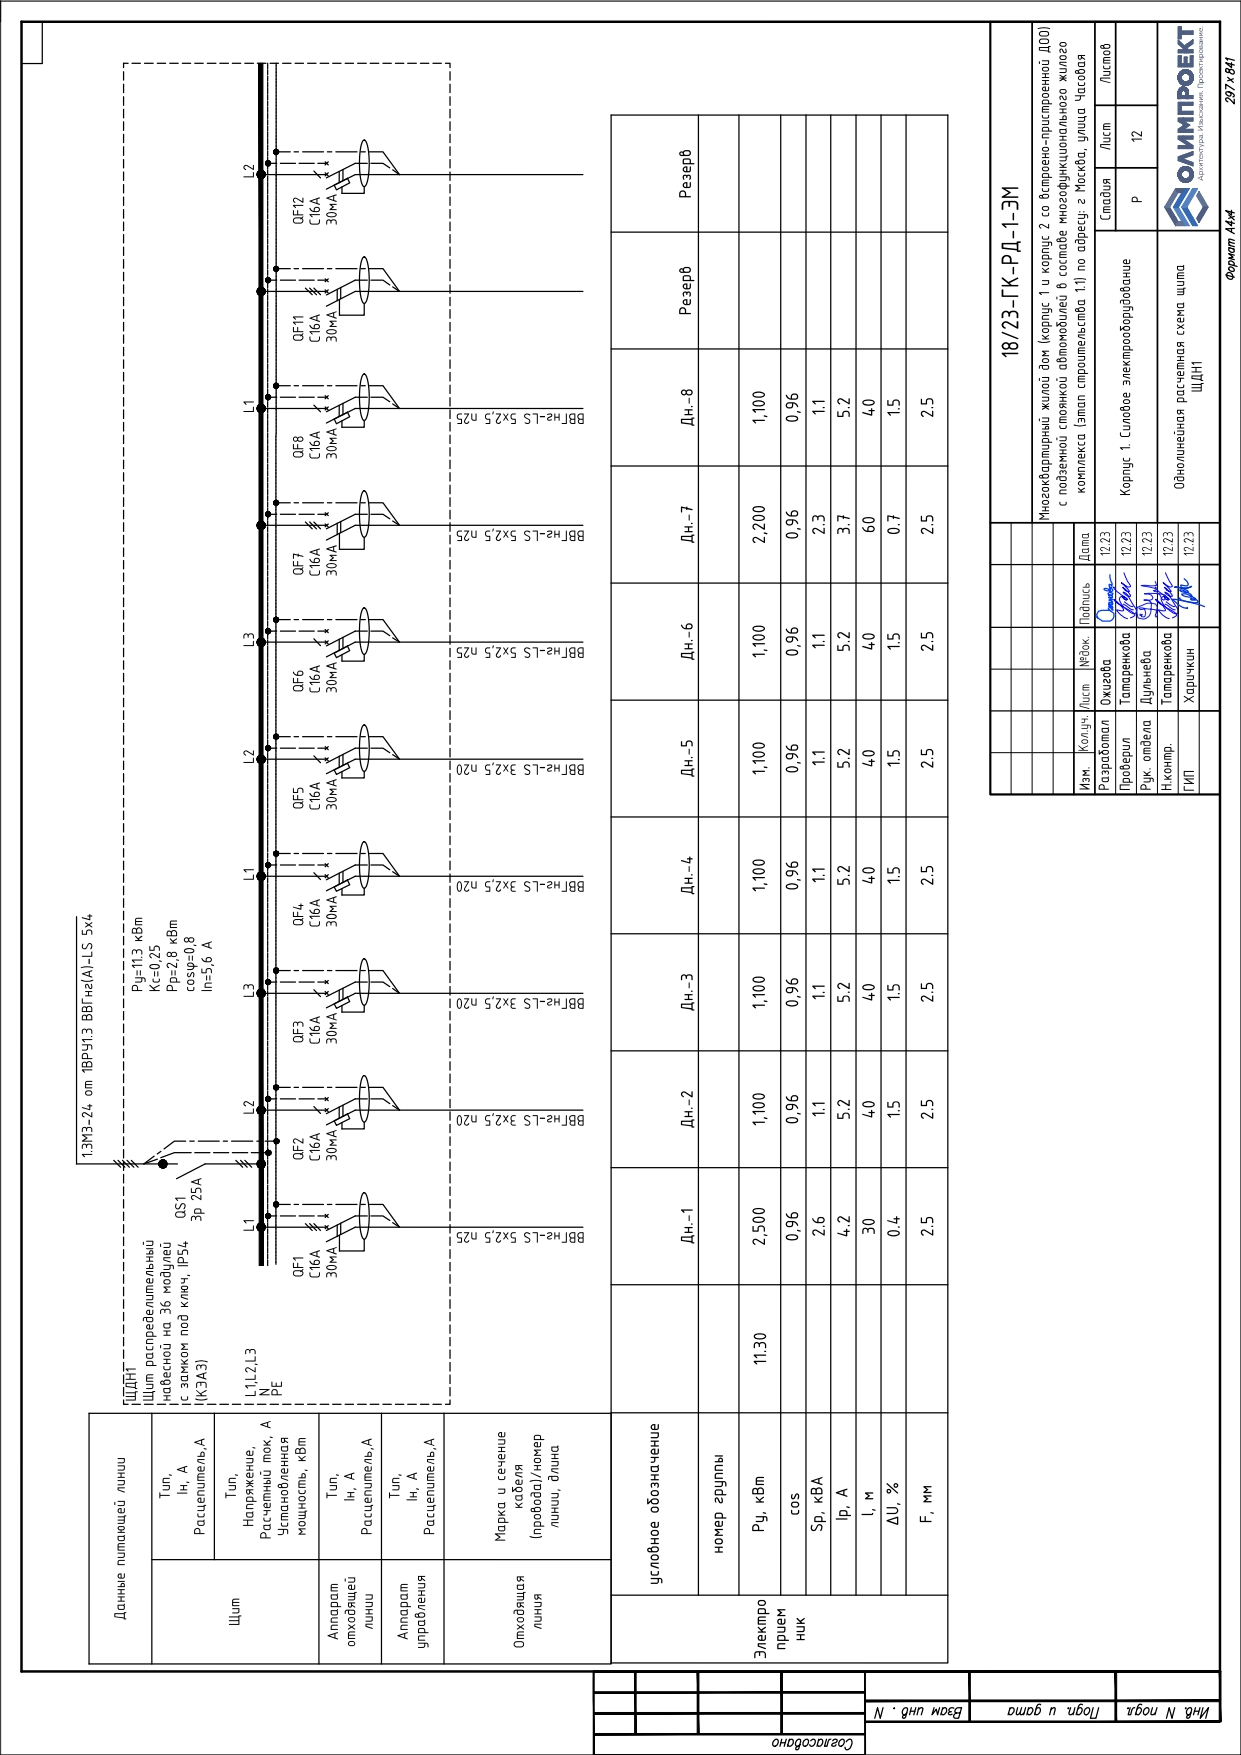 1.ЭМ3-24 от 1ВРУ1.3 ВВГнг(А)-LS 5х4
ЩДН1
Щит распределительный
навесной на 36 модулей
с замком под ключ, IP54
(КЭАЗ)
QS1
3р 25А
Ру=11.3 кВт
Кс=0,25
Рр=2,8 кВт
cosφ=0,8
Iп=5,6 А
L1,L2,L3
N
PE
L1
L2
L3
L1
L2
L3
L1
L2
QF1
С16А
30мА
QF2
С16А
30мА
QF3
С16А
30мА
QF4
С16А
30мА
QF5
С16А
30мА
QF6
С16А
30мА
QF7
С16А
30мА
QF8
С16А
30мА
QF11
С16А
30мА
QF12
С16А
30мА
ВВГнг-LS 5х2,5 п25
ВВГнг-LS 3х2,5 п20
ВВГнг-LS 3х2,5 п20
ВВГнг-LS 3х2,5 п20
ВВГнг-LS 3х2,5 п20
ВВГнг-LS 5х2,5 п25
ВВГнг-LS 5х2,5 п25
ВВГнг-LS 5х2,5 п25
Данные питающей линии
Щит
Тип,
Iн, А
Расцепитель,А
Тип,
Напряжение,
Расчетный ток, А
Установленная
мощность, кВт
Аппарат
отходящей
линии
Тип,
Iн, А
Расцепитель,А
Аппарат
управления
Тип,
Iн, А
Расцепитель,А
Отходящая
линия
Марка и сечение
кабеля
(провода)/номер
линии, длина
Электро
прием
ник
условное обозначение Дн.-1 Дн.-2 Дн.-3 Дн.-4 Дн.-5 Дн.-6 Дн.-7 Дн.-8 Резерв Резерв
номер группы
Ру, кВт 11.30 2,500 1,100 1,100 1,100 1,100 1,100 2,200 1,100
cos 0,96 0,96 0,96 0,96 0,96 0,96 0,96 0,96
Sр, кВА 2.6 1.1 1.1 1.1 1.1 1.1 2.3 1.1
Iр, А 4.2 5.2 5.2 5.2 5.2 5.2 3.7 5.2
l, м 30 40 40 40 40 40 60 40
ΔU, % 0.4 1.5 1.5 1.5 1.5 1.5 0.7 1.5
F, мм 2.5 2.5 2.5 2.5 2.5 2.5 2.5 2.5
18/23-ГК-РД-1-ЭМ
Многоквартирный жилой дом (корпус 1 и корпус 2 со встроено-пристроенной ДОО)
с подземной стоянкой автомобилей в составе многофункционального жилого
комплекса (этап строительства 1.1) по адресу: г Москва, улица Часовая
Изм. Кол.уч. Лист №док. Подпись Дата
Разработал Ожигова 12.23
Проверил Татаренкова 12.23
Рук. отдела Дульнева 12.23
Н.контр. Татаренкова 12.23
ГИП Харичкин 12.23
Корпус 1. Силовое электрооборудование
Стадия Лист Листов
Р 12
Однолинейная расчетная схема щита
ЩДН1
ОЛИМПРОЕКТ
Архитектура. Изыскания. Проектирование.
Формат А4х4 297 x 841
Согласовано
Взам инв . N
Подп. и дата
Инв. N подл.